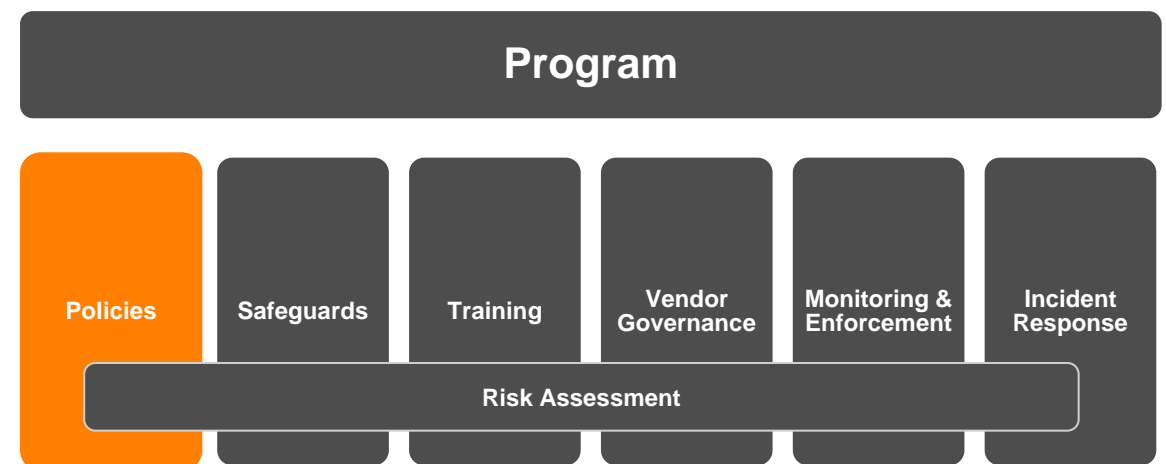 Program
Policies
Safeguards
Training
Vendor
Governance
Monitoring &
Enforcement
Incident
Response
Risk Assessment